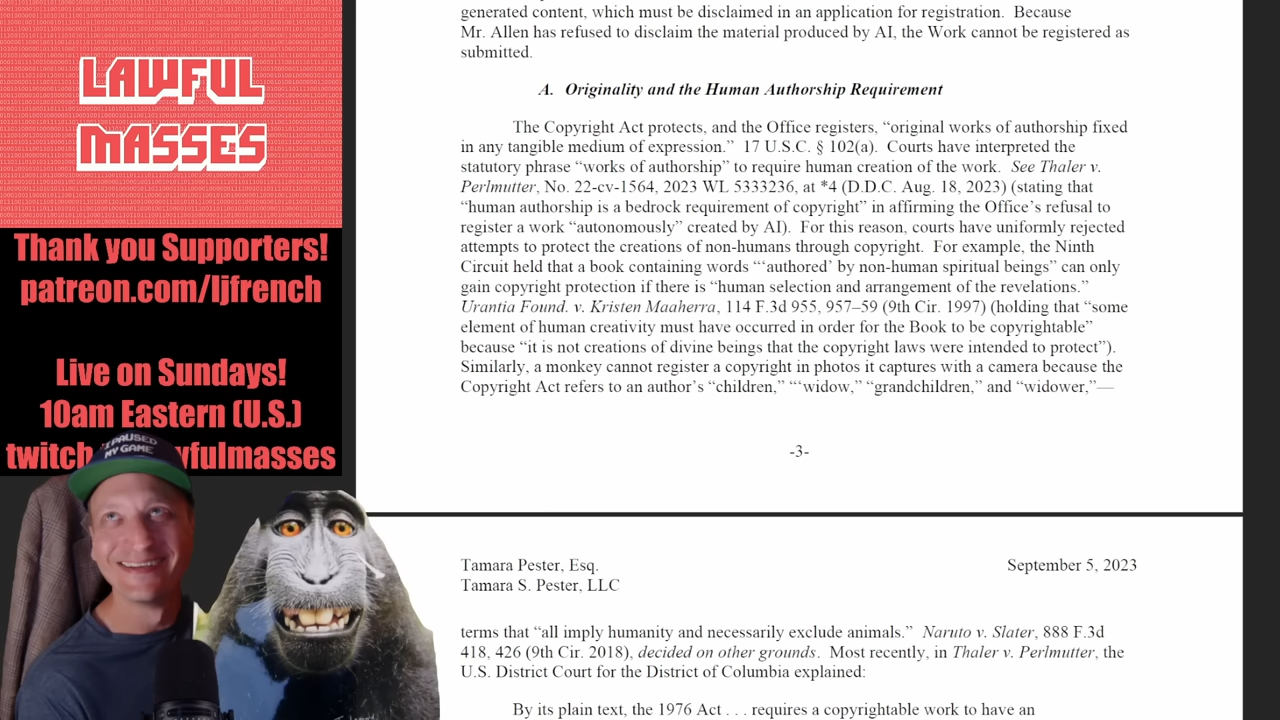 LAWFUL
MASSES
Thank you Supporters!
patreon.com/ljfrench
Live on Sundays!
10am Eastern (U.S.)
twitch
wfulmasses
I PAUSED
MY GAME
generated content, which must be disclaimed in an application for registration.  Because
Mr. Allen has refused to disclaim the material produced by AI, the Work cannot be registered as
submitted.
A.  Originality and the Human Authorship Requirement
The Copyright Act protects, and the Office registers, “original works of authorship fixed
in any tangible medium of expression.”  17 U.S.C. § 102(a).  Courts have interpreted the
statutory phrase “works of authorship” to require human creation of the work.  See Thaler v.
Perlmutter, No. 22-cv-1564, 2023 WL 5333236, at *4 (D.D.C. Aug. 18, 2023) (stating that
“human authorship is a bedrock requirement of copyright” in affirming the Office’s refusal to
register a work “autonomously” created by AI).  For this reason, courts have uniformly rejected
attempts to protect the creations of non-humans through copyright.  For example, the Ninth
Circuit held that a book containing words “‘authored’ by non-human spiritual beings” can only
gain copyright protection if there is “human selection and arrangement of the revelations.”
Urantia Found. v. Kristen Maaherra, 114 F.3d 955, 957–59 (9th Cir. 1997) (holding that “some
element of human creativity must have occurred in order for the Book to be copyrightable”
because “it is not creations of divine beings that the copyright laws were intended to protect”).
Similarly, a monkey cannot register a copyright in photos it captures with a camera because the
Copyright Act refers to an author’s “children,” “‘widow,” “grandchildren,” and “widower,”—
-3-
Tamara Pester, Esq.
September 5, 2023
Tamara S. Pester, LLC
terms that “all imply humanity and necessarily exclude animals.”  Naruto v. Slater, 888 F.3d
418, 426 (9th Cir. 2018), decided on other grounds.  Most recently, in Thaler v. Perlmutter, the
U.S. District Court for the District of Columbia explained:
By its plain text, the 1976 Act . . . requires a copyrightable work to have an